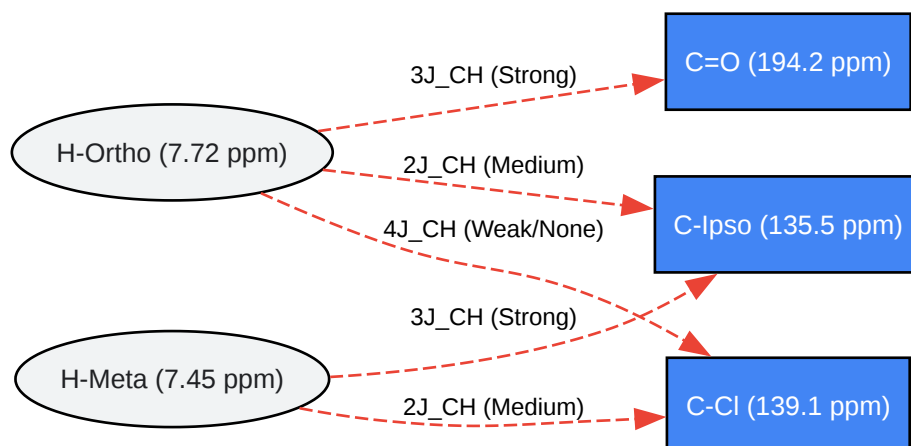 C=O (194.2 ppm)
3J_CH (Strong)
H-Ortho (7.72 ppm)
2J_CH (Medium)
C-Ipso (135.5 ppm)
4J_CH (Weak/None)
3J_CH (Strong)
H-Meta (7.45 ppm)
C-Cl (139.1 ppm)
2J_CH (Medium)